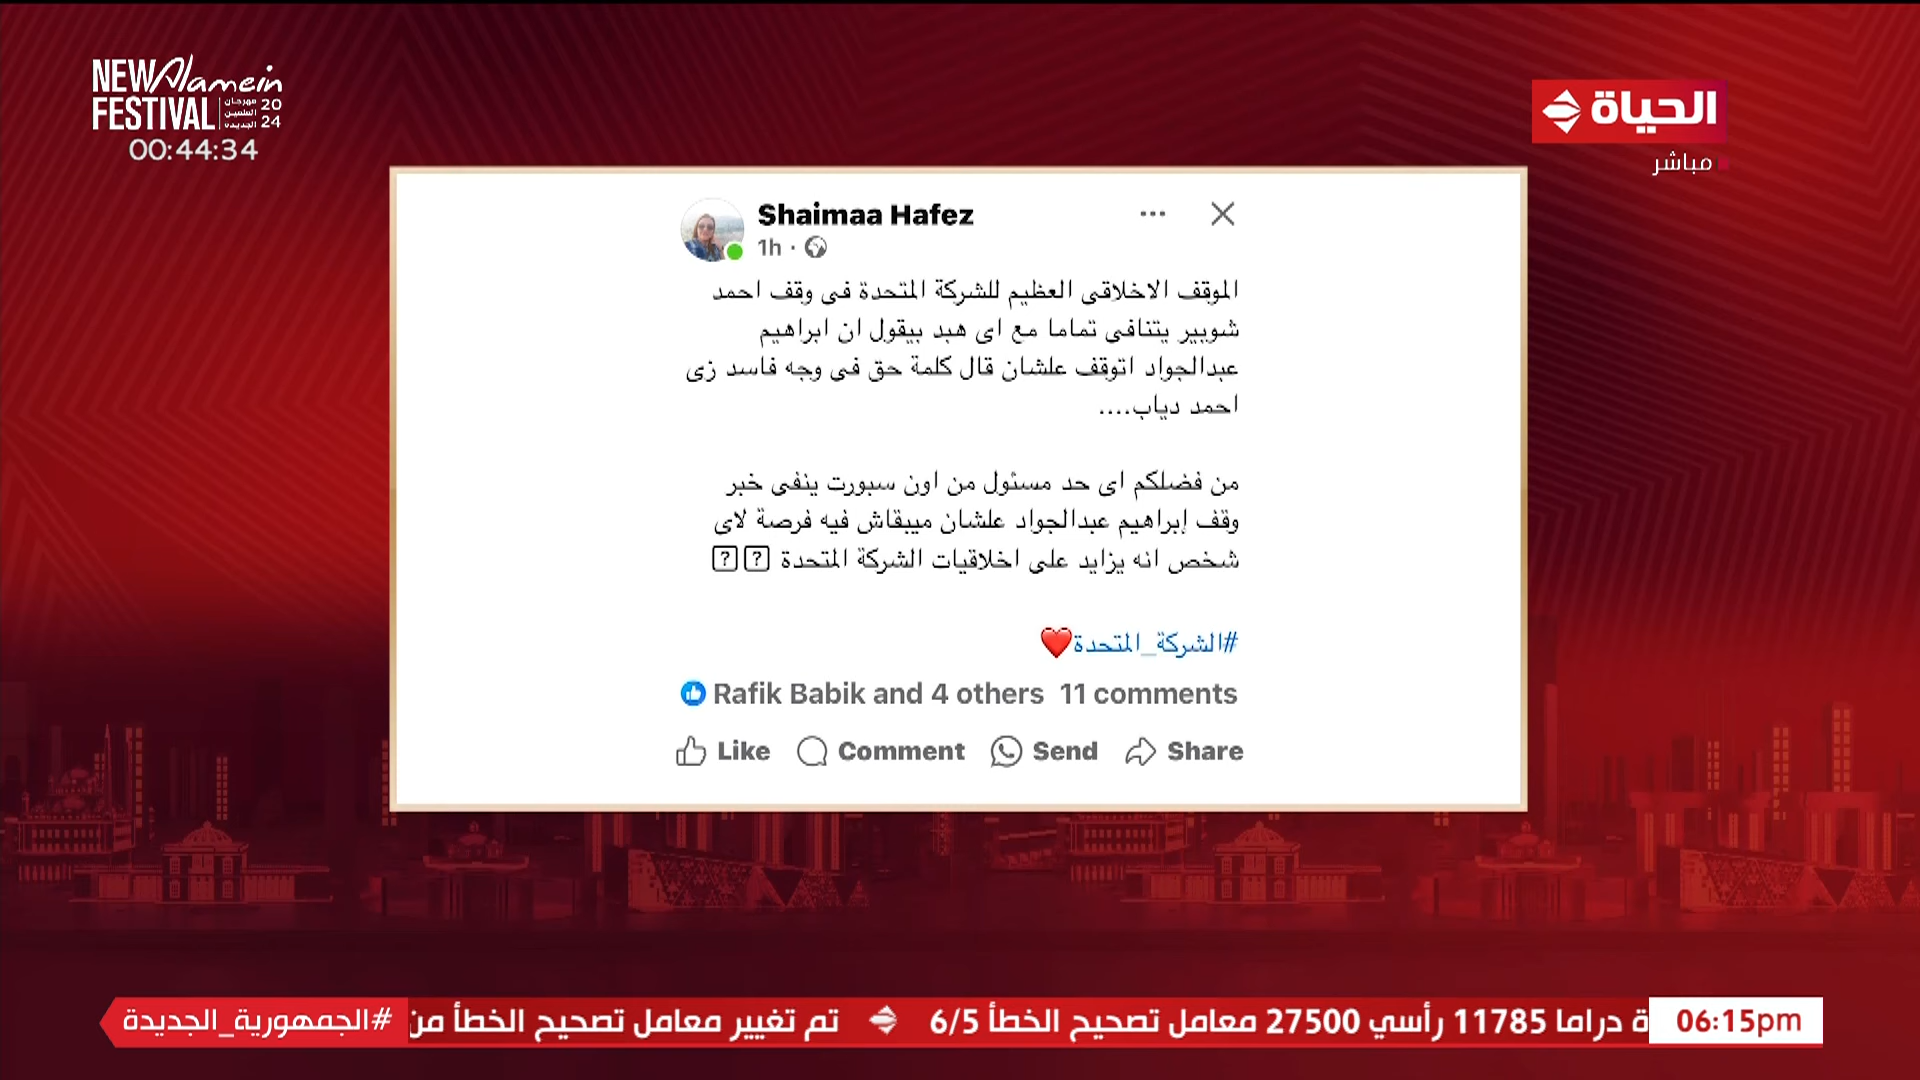 NEW Alamein
FESTIVAL
مهرجان
العلمين
الجديدة
20
24
00:44:34
الحياة
مباشر
Shaimaa Hafez
1h
الموقف الاخلاقى العظيم للشركة المتحدة فى وقف احمد
شوبير يتنافى تماما مع اى هبد بيقول ان ابراهيم
عبدالجواد اتوقف علشان قال كلمة حق فى وجه فاسد زى
احمد دياب....
من فضلكم اى حد مسئول من اون سبورت ينفى خبر
وقف إبراهيم عبدالجواد علشان ميبقاش فيه فرصة لاى
شخص انه يزايد على اخلاقيات الشركة المتحدة
#الشركة_المتحدة❤️
Rafik Babik and 4 others 11 comments
Like Comment Send Share
06:15pm
ة دراما 11785 رأسي 27500 معامل تصحيح الخطأ 6/5
تم تغيير معامل تصحيح الخطأ من
#الجمهورية_الجديدة